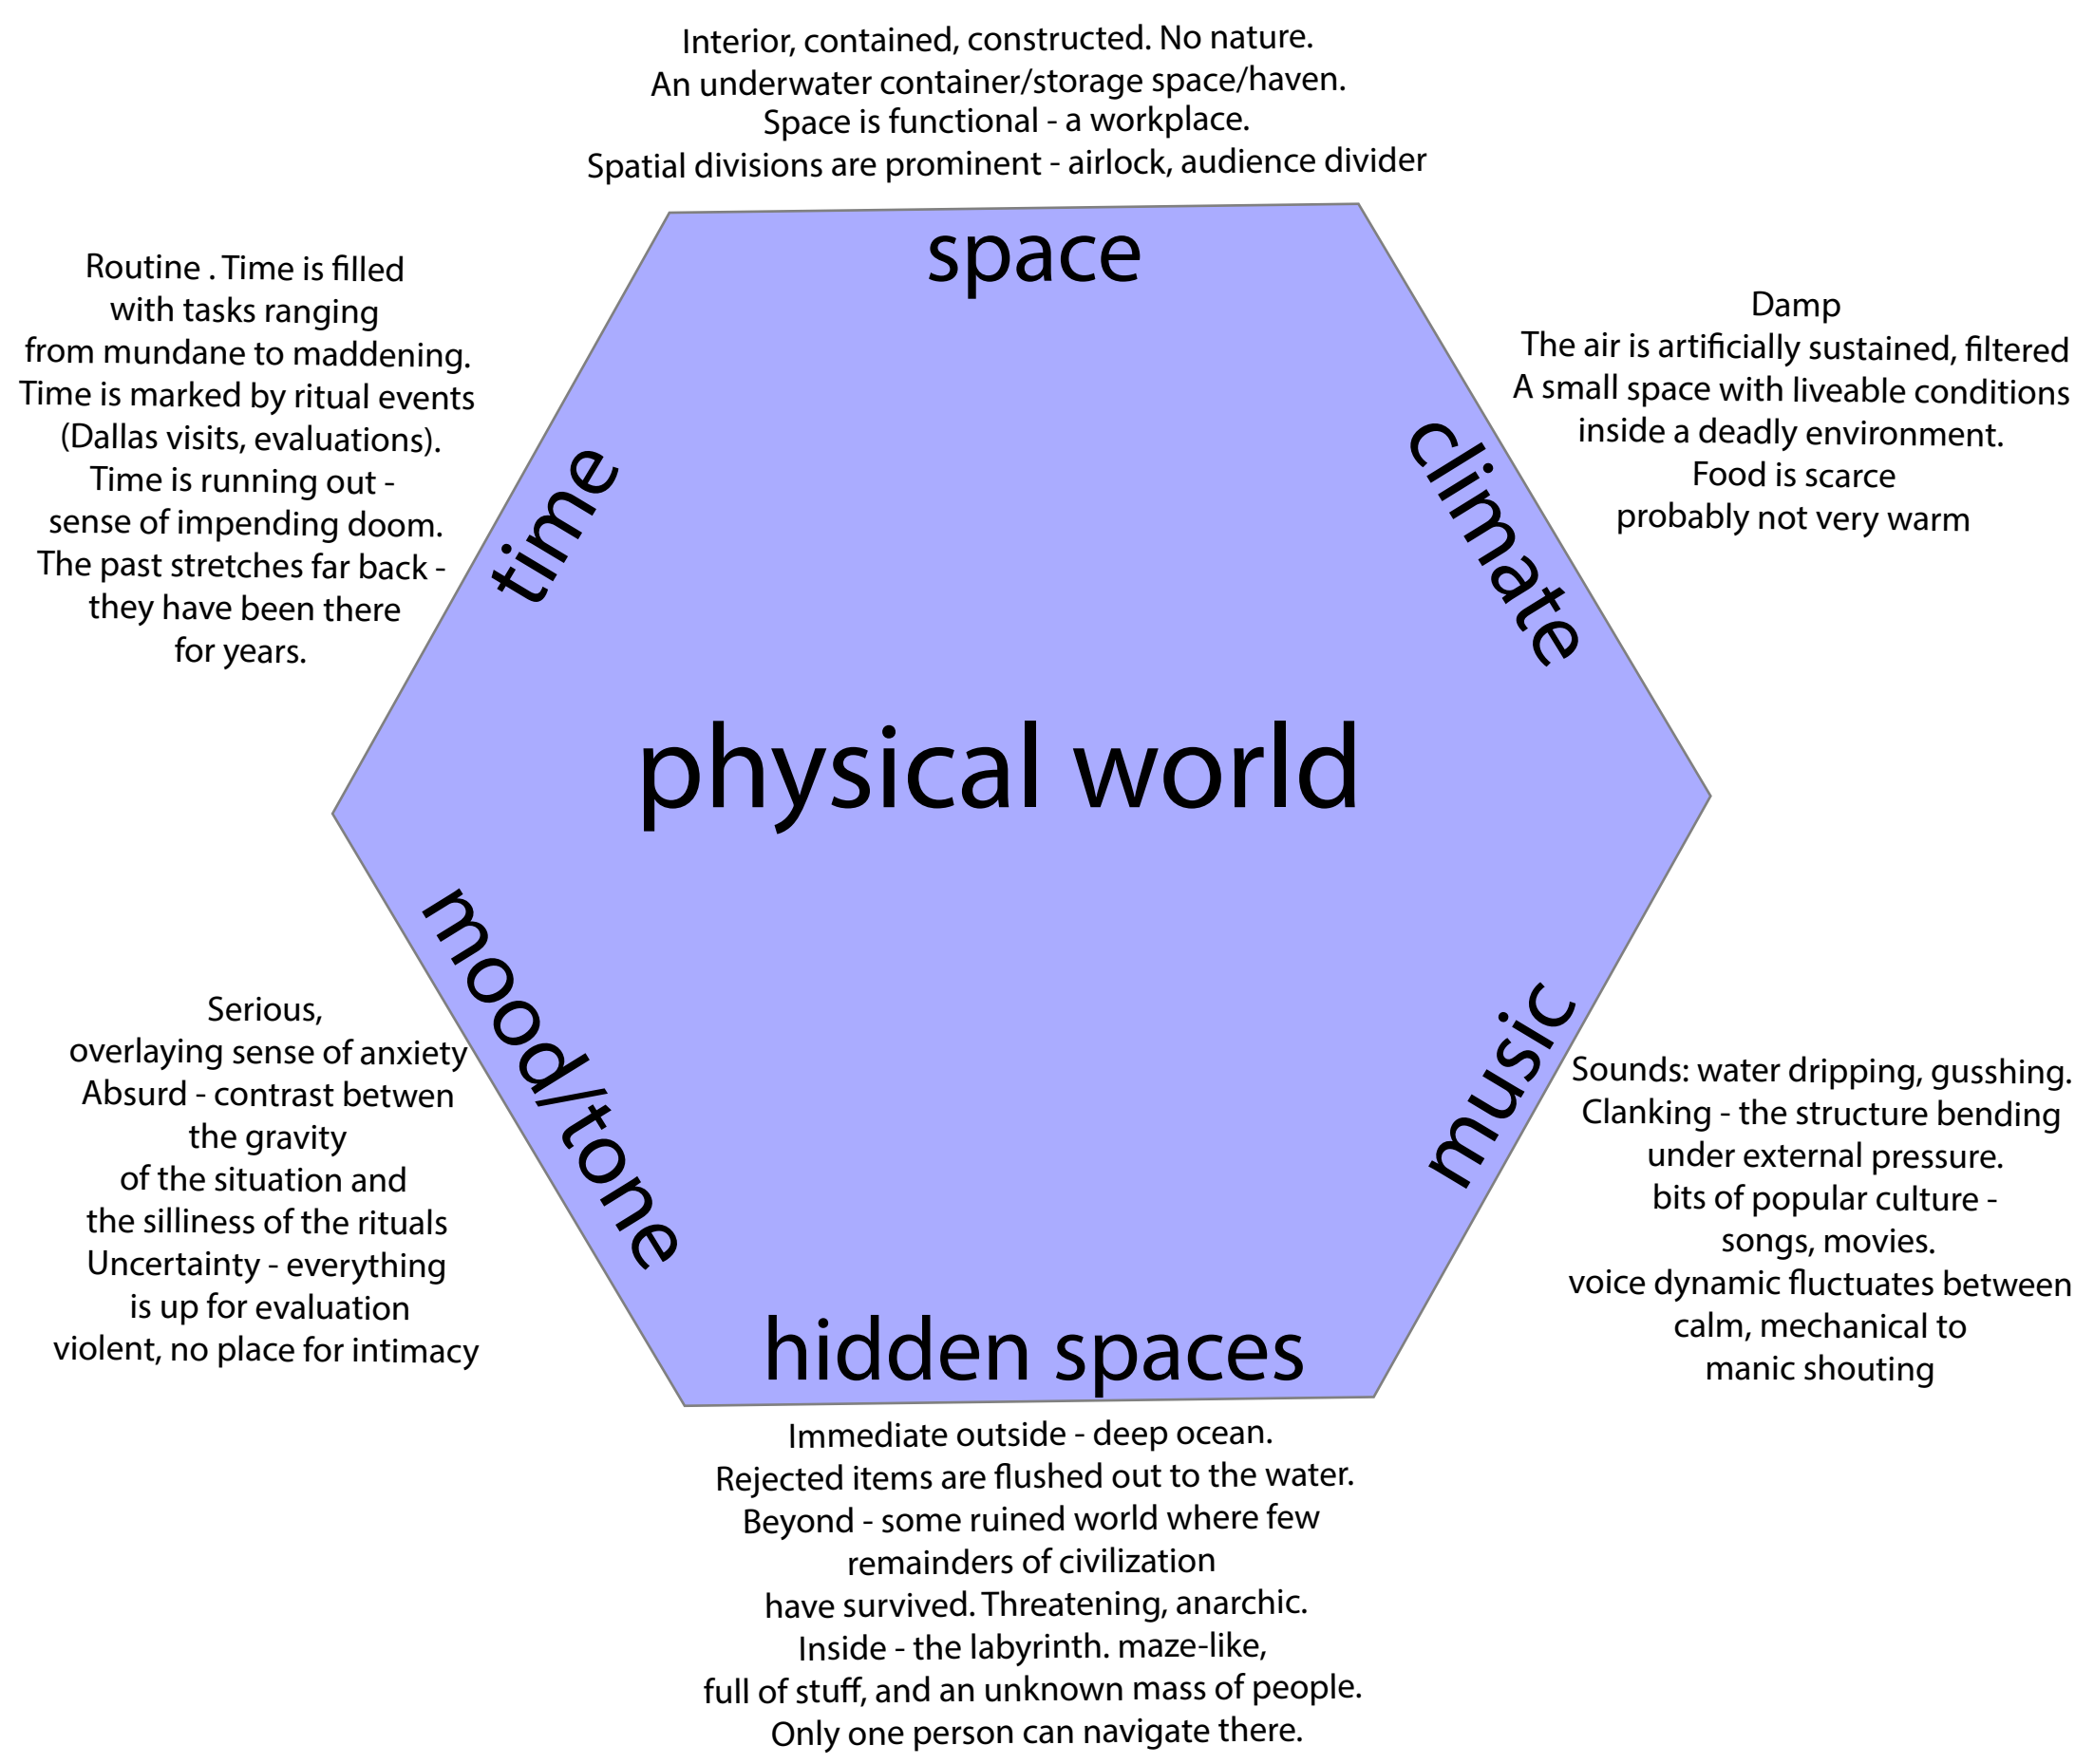 Interior, contained, constructed. No nature.
An underwater container/storage space/haven.
Space is functional - a workplace.
Spatial divisions are prominent - airlock, audience divider
space
Routine . Time is filled
with tasks ranging
from mundane to maddening.
Time is marked by ritual events
(Dallas visits, evaluations).
Time is running out -
sense of impending doom.
The past stretches far back -
they have been there
for years.
time
climate
Damp
The air is artificially sustained, filtered
A small space with liveable conditions
inside a deadly environment.
Food is scarce
probably not very warm
physical world
mood/tone
Serious,
overlaying sense of anxiety
Absurd - contrast betwen
the gravity
of the situation and
the silliness of the rituals
Uncertainty - everything
is up for evaluation
violent, no place for intimacy
music
Sounds: water dripping, gusshing.
Clanking - the structure bending
under external pressure.
bits of popular culture -
songs, movies.
voice dynamic fluctuates between
calm, mechanical to
manic shouting
hidden spaces
Immediate outside - deep ocean.
Rejected items are flushed out to the water.
Beyond - some ruined world where few
remainders of civilization
have survived. Threatening, anarchic.
Inside - the labyrinth. maze-like,
full of stuff, and an unknown mass of people.
Only one person can navigate there.